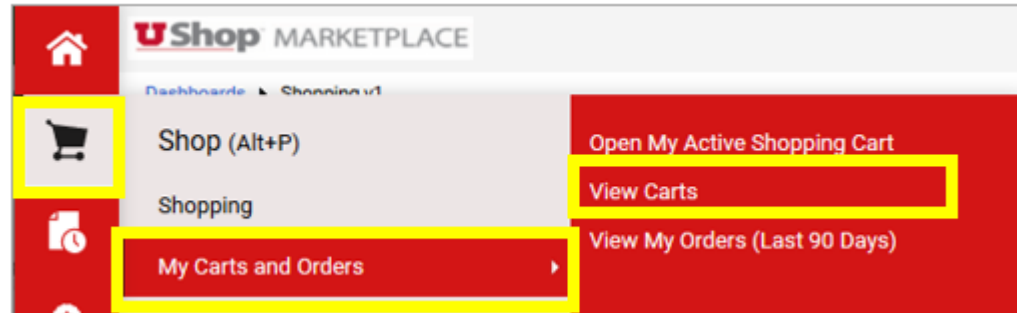 UShop MARKETPLACE
Dashboards ▸ Shopping v1
Shop (Alt+P)
Shopping
My Carts and Orders
Open My Active Shopping Cart
View Carts
View My Orders (Last 90 Days)